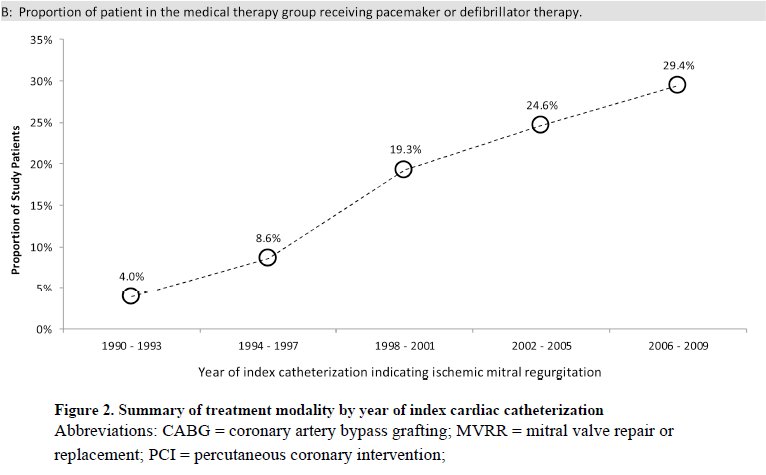 B: Proportion of patient in the medical therapy group receiving pacemaker or defibrillator therapy.
35%
30%
25%
20%
15%
10%
5%
0%
Proportion of Study Patients
4.0%
8.6%
19.3%
24.6%
29.4%
1990 - 1993
1994 - 1997
1998 - 2001
2002 - 2005
2006 - 2009
Year of index catheterization indicating ischemic mitral regurgitation
Figure 2. Summary of treatment modality by year of index cardiac catheterization
Abbreviations: CABG = coronary artery bypass grafting; MVRR = mitral valve repair or
replacement; PCI = percutaneous coronary intervention;